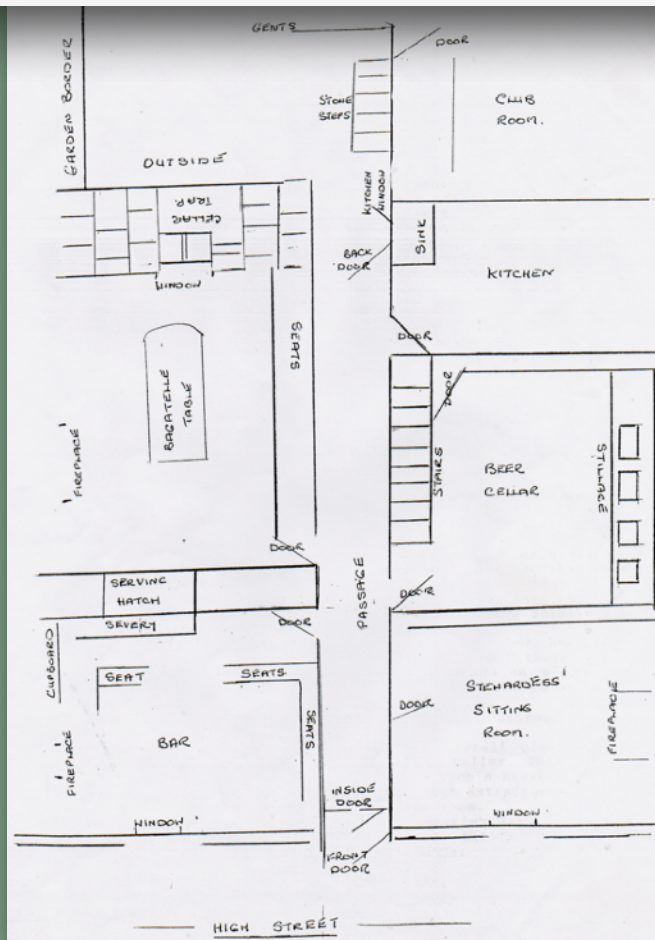 GENTS
DOOR
GARDEN BORDER
STONE
STEPS
CLUB
ROOM.
OUTSIDE
CELLAR
TRAP
KITCHEN
WINDOW
SINK
BACK
DOOR
KITCHEN
WINDOW
SEATS
DOOR
BAGATELLE
TABLE
DOOR
FIREPLACE
STAIRS
BEER
CELLAR
STILLAGE
DOOR
SERVING
HATCH
SEVERY
DOOR
PASSAGE
DOOR
CUPBOARD
SEAT
SEATS
SEATS
BAR
FIREPLACE
DOOR
STEWARDESS'
SITTING
ROOM.
FIREPLACE
INSIDE
DOOR
WINDOW
WINDOW
FRONT
DOOR
HIGH STREET